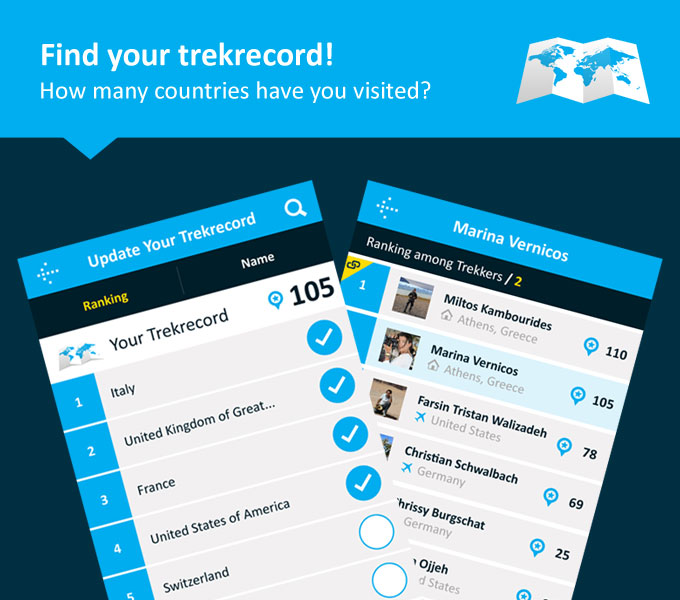 Find your trekrecord!
How many countries have you visited?
Update Your Trekrecord
Ranking
Name
Your Trekrecord
105
1
Italy
2
United Kingdom of Great...
3
France
4
United States of America
5
Switzerland
Marina Vernicos
Ranking among Trekkers / 2
1
Miltos Kambourides
Athens, Greece
110
Marina Vernicos
Athens, Greece
105
Farsin Tristan Walizadeh
United States
78
Christian Schwalbach
Germany
69
Burgschat
Germany
25
Ojjeh
States